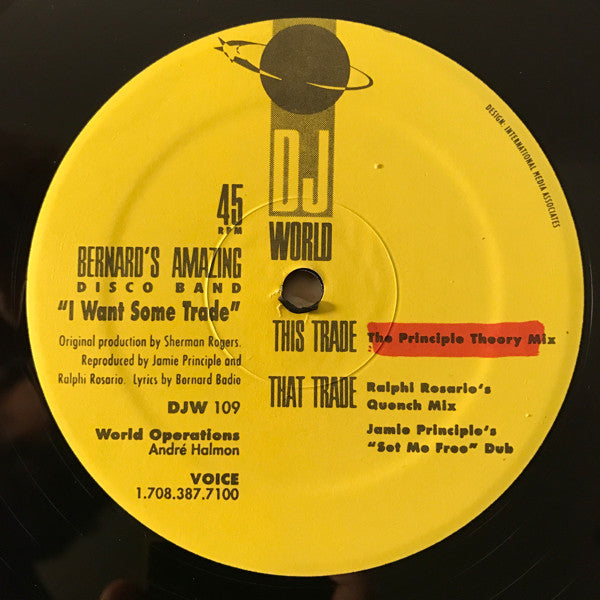 DJ
WORLD
45
RPM
BERNARD'S AMAZING
DISCO BAND
"I Want Some Trade"
Original production by Sherman Rogers.
Reproduced by Jamie Principle and
Ralphi Rosario. Lyrics by Bernard Badie
DJW 109
World Operations
André Halmon
VOICE
1.708.387.7100
THIS TRADE
The Principle Theory Mix
THAT TRADE
Ralphi Rosario's
Quench Mix
Jamie Principle's
"Set Me Free" Dub
DESIGN: INTERNATIONAL MEDIA ASSOCIATES